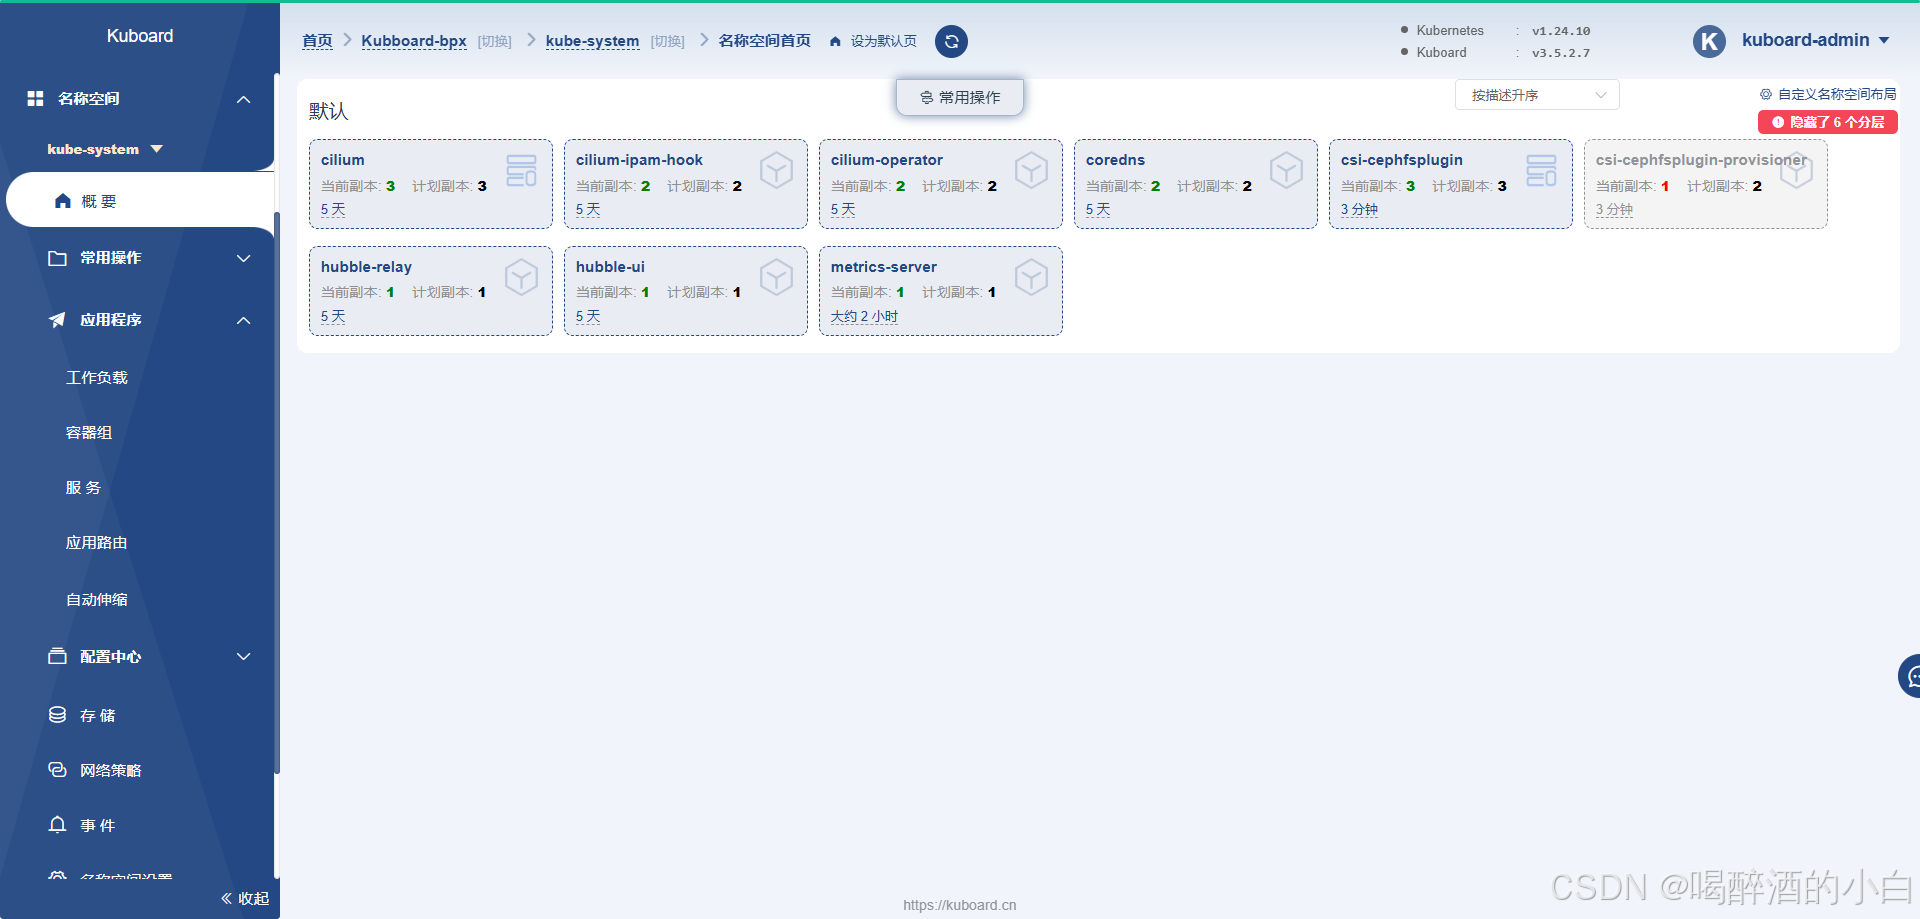 Kuboard
名称空间
kube-system
概 要
常用操作
应用程序
工作负载
容器组
服 务
应用路由
自动伸缩
配置中心
存 储
网络策略
事 件
名称空间设置
收起
首页 Kubboard-bpx [切换] kube-system [切换] 名称空间首页 设为默认页
Kubernetes : v1.24.10
Kuboard : v3.5.2.7
K kuboard-admin
常用操作
按描述升序
自定义名称空间布局
隐藏了 6 个分层
默认
cilium
当前副本: 3 计划副本: 3
5 天
cilium-ipam-hook
当前副本: 2 计划副本: 2
5 天
cilium-operator
当前副本: 2 计划副本: 2
5 天
coredns
当前副本: 2 计划副本: 2
5 天
csi-cephfsplugin
当前副本: 3 计划副本: 3
3 分钟
csi-cephfsplugin-provisioner
当前副本: 1 计划副本: 2
3 分钟
hubble-relay
当前副本: 1 计划副本: 1
5 天
hubble-ui
当前副本: 1 计划副本: 1
5 天
metrics-server
当前副本: 1 计划副本: 1
大约 2 小时
https://kuboard.cn
CSDN @喝醉酒的小白